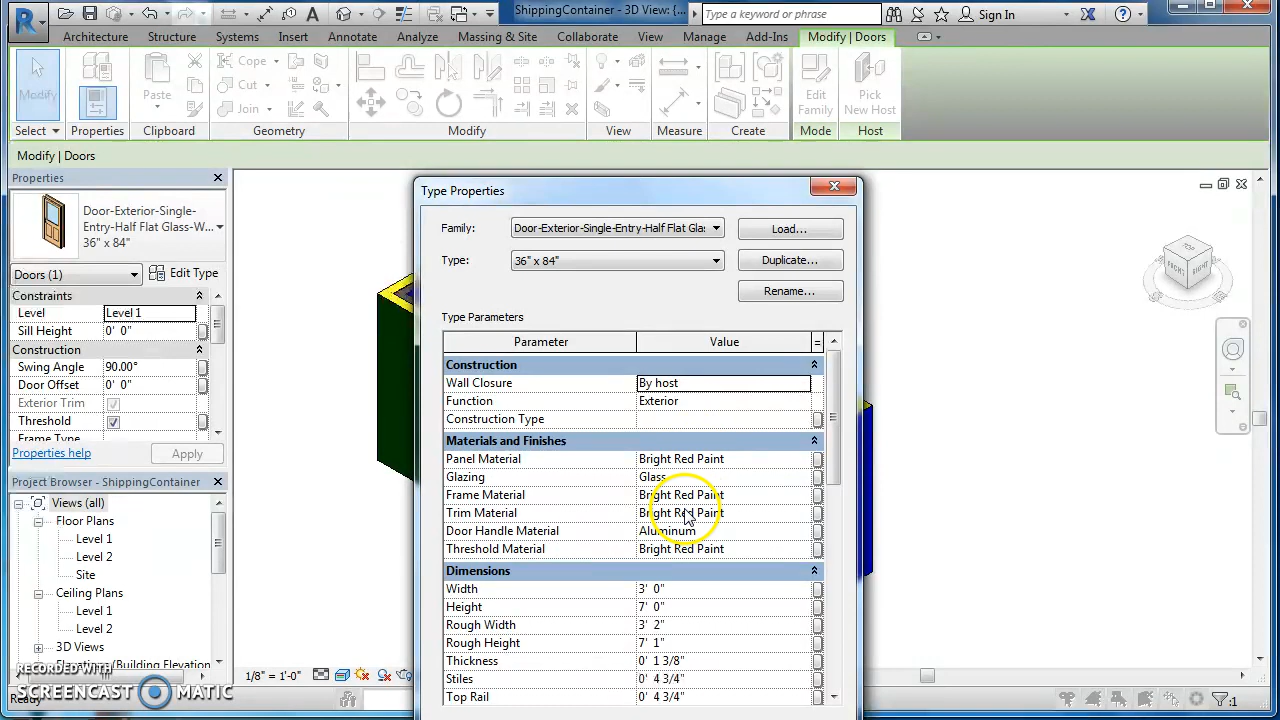 ShippingContainer - 3D View: {...
Type a keyword or phrase
Sign In
Architecture Structure Systems Insert Annotate Analyze Collaborate View Manage Add-Ins Modify | Doors
Modify
Cope
Cut
Join
Paste
Edit Family
Pick New Host
Select Properties Clipboard Geometry Modify View Measure Create Mode Host
Modify | Doors
Properties
Door-Exterior-Single-
Entry-Half Flat Glass-W...
36" x 84"
Doors (1) Edit Type
Constraints
Level Level 1
Sill Height 0' 0"
Construction
Swing Angle 90.00°
Door Offset 0' 0"
Exterior Trim
Threshold
Frame Type
Properties help Apply
Project Browser - ShippingContainer
Views (all)
Floor Plans
Level 1
Level 2
Site
Ceiling Plans
Level 1
Level 2
3D Views
Elevations (Building Elevation
RECORDED WITH
SCREENCAST MATIC
Ready
1/8" = 1'-0"
:1
TOP
FRONT
RIGHT
Type Properties
Family: Door-Exterior-Single-Entry-Half Flat Glas Load...
Type: 36" x 84" Duplicate...
Rename...
Type Parameters
Parameter Value =
Construction
Wall Closure By host
Function Exterior
Construction Type
Materials and Finishes
Panel Material Bright Red Paint
Glazing Glass
Frame Material Bright Red Paint
Trim Material Bright Red Paint
Door Handle Material Aluminum
Threshold Material Bright Red Paint
Dimensions
Width 3' 0"
Height 7' 0"
Rough Width 3' 2"
Rough Height 7' 1"
Thickness 0' 1 3/8"
Stiles 0' 4 3/4"
Top Rail 0' 4 3/4"